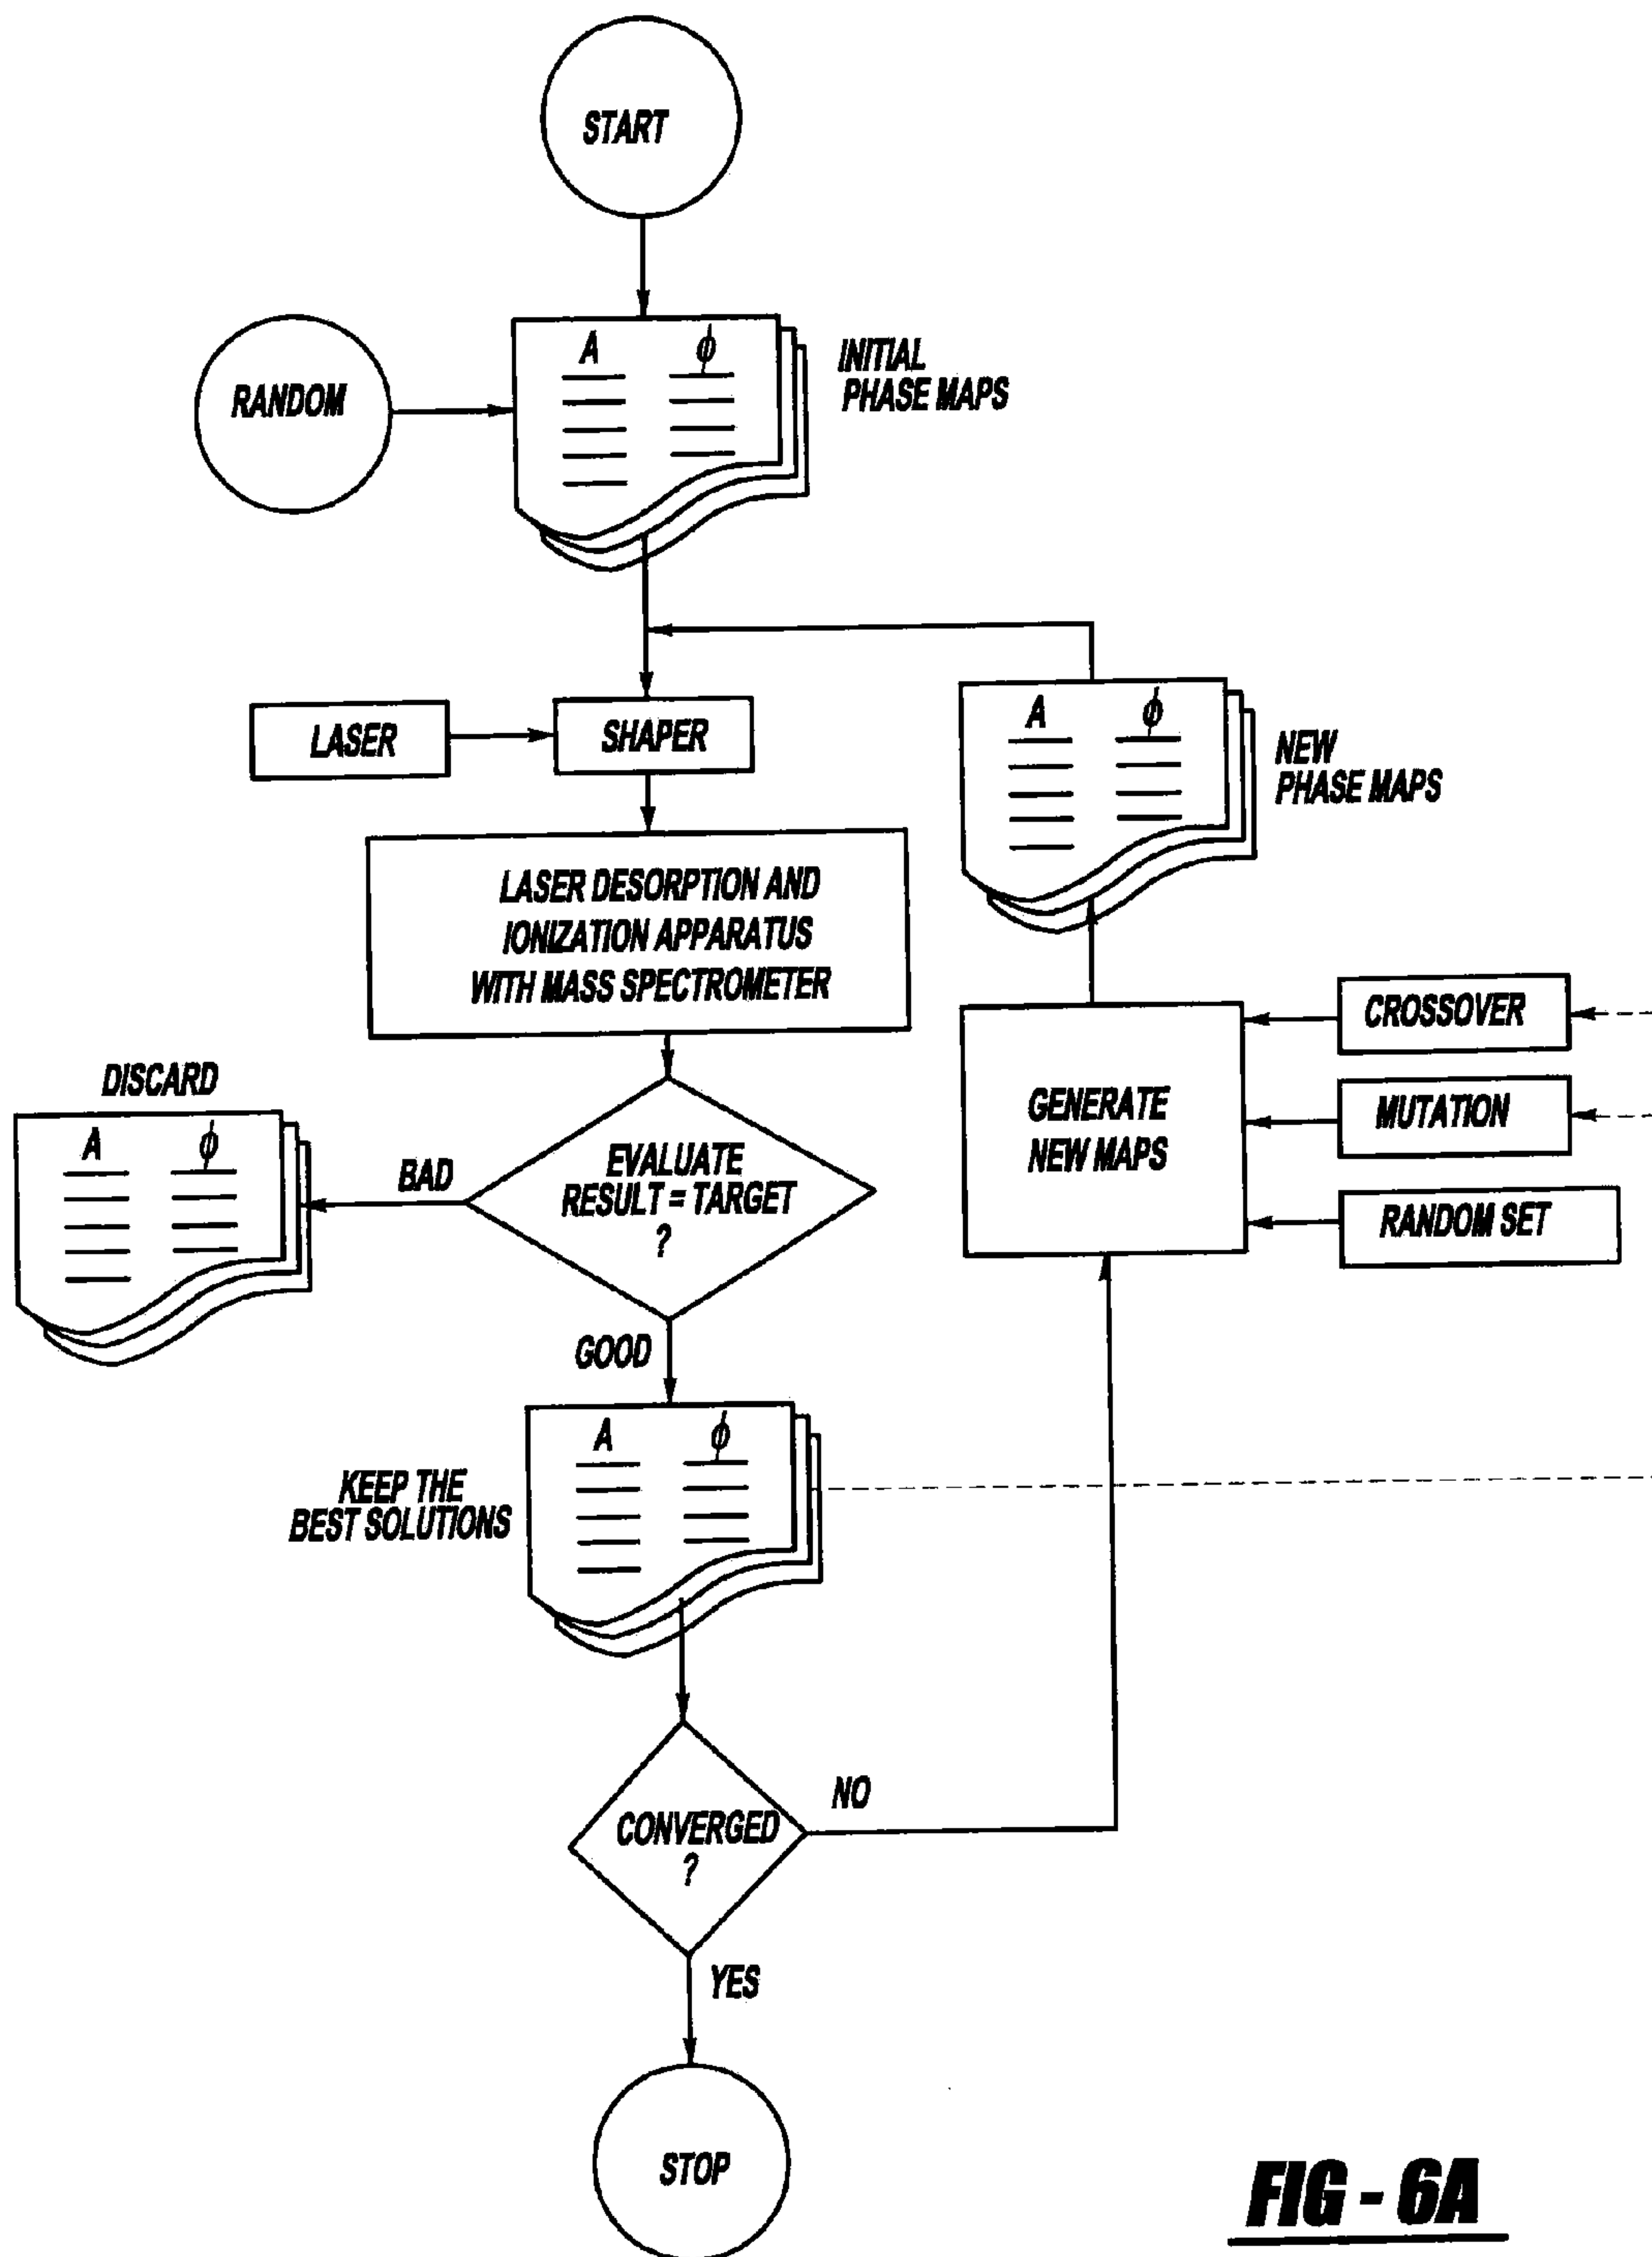 START
RANDOM
A ϕ
INITIAL
PHASE MAPS
LASER
SHAPER
A ϕ
NEW
PHASE MAPS
LASER DESORPTION AND
IONIZATION APPARATUS
WITH MASS SPECTROMETER
CROSSOVER
MUTATION
RANDOM SET
GENERATE
NEW MAPS
DISCARD
A ϕ
BAD
EVALUATE
RESULT = TARGET
?
GOOD
A ϕ
KEEP THE
BEST SOLUTIONS
CONVERGED
?
NO
YES
STOP
FIG - 6A